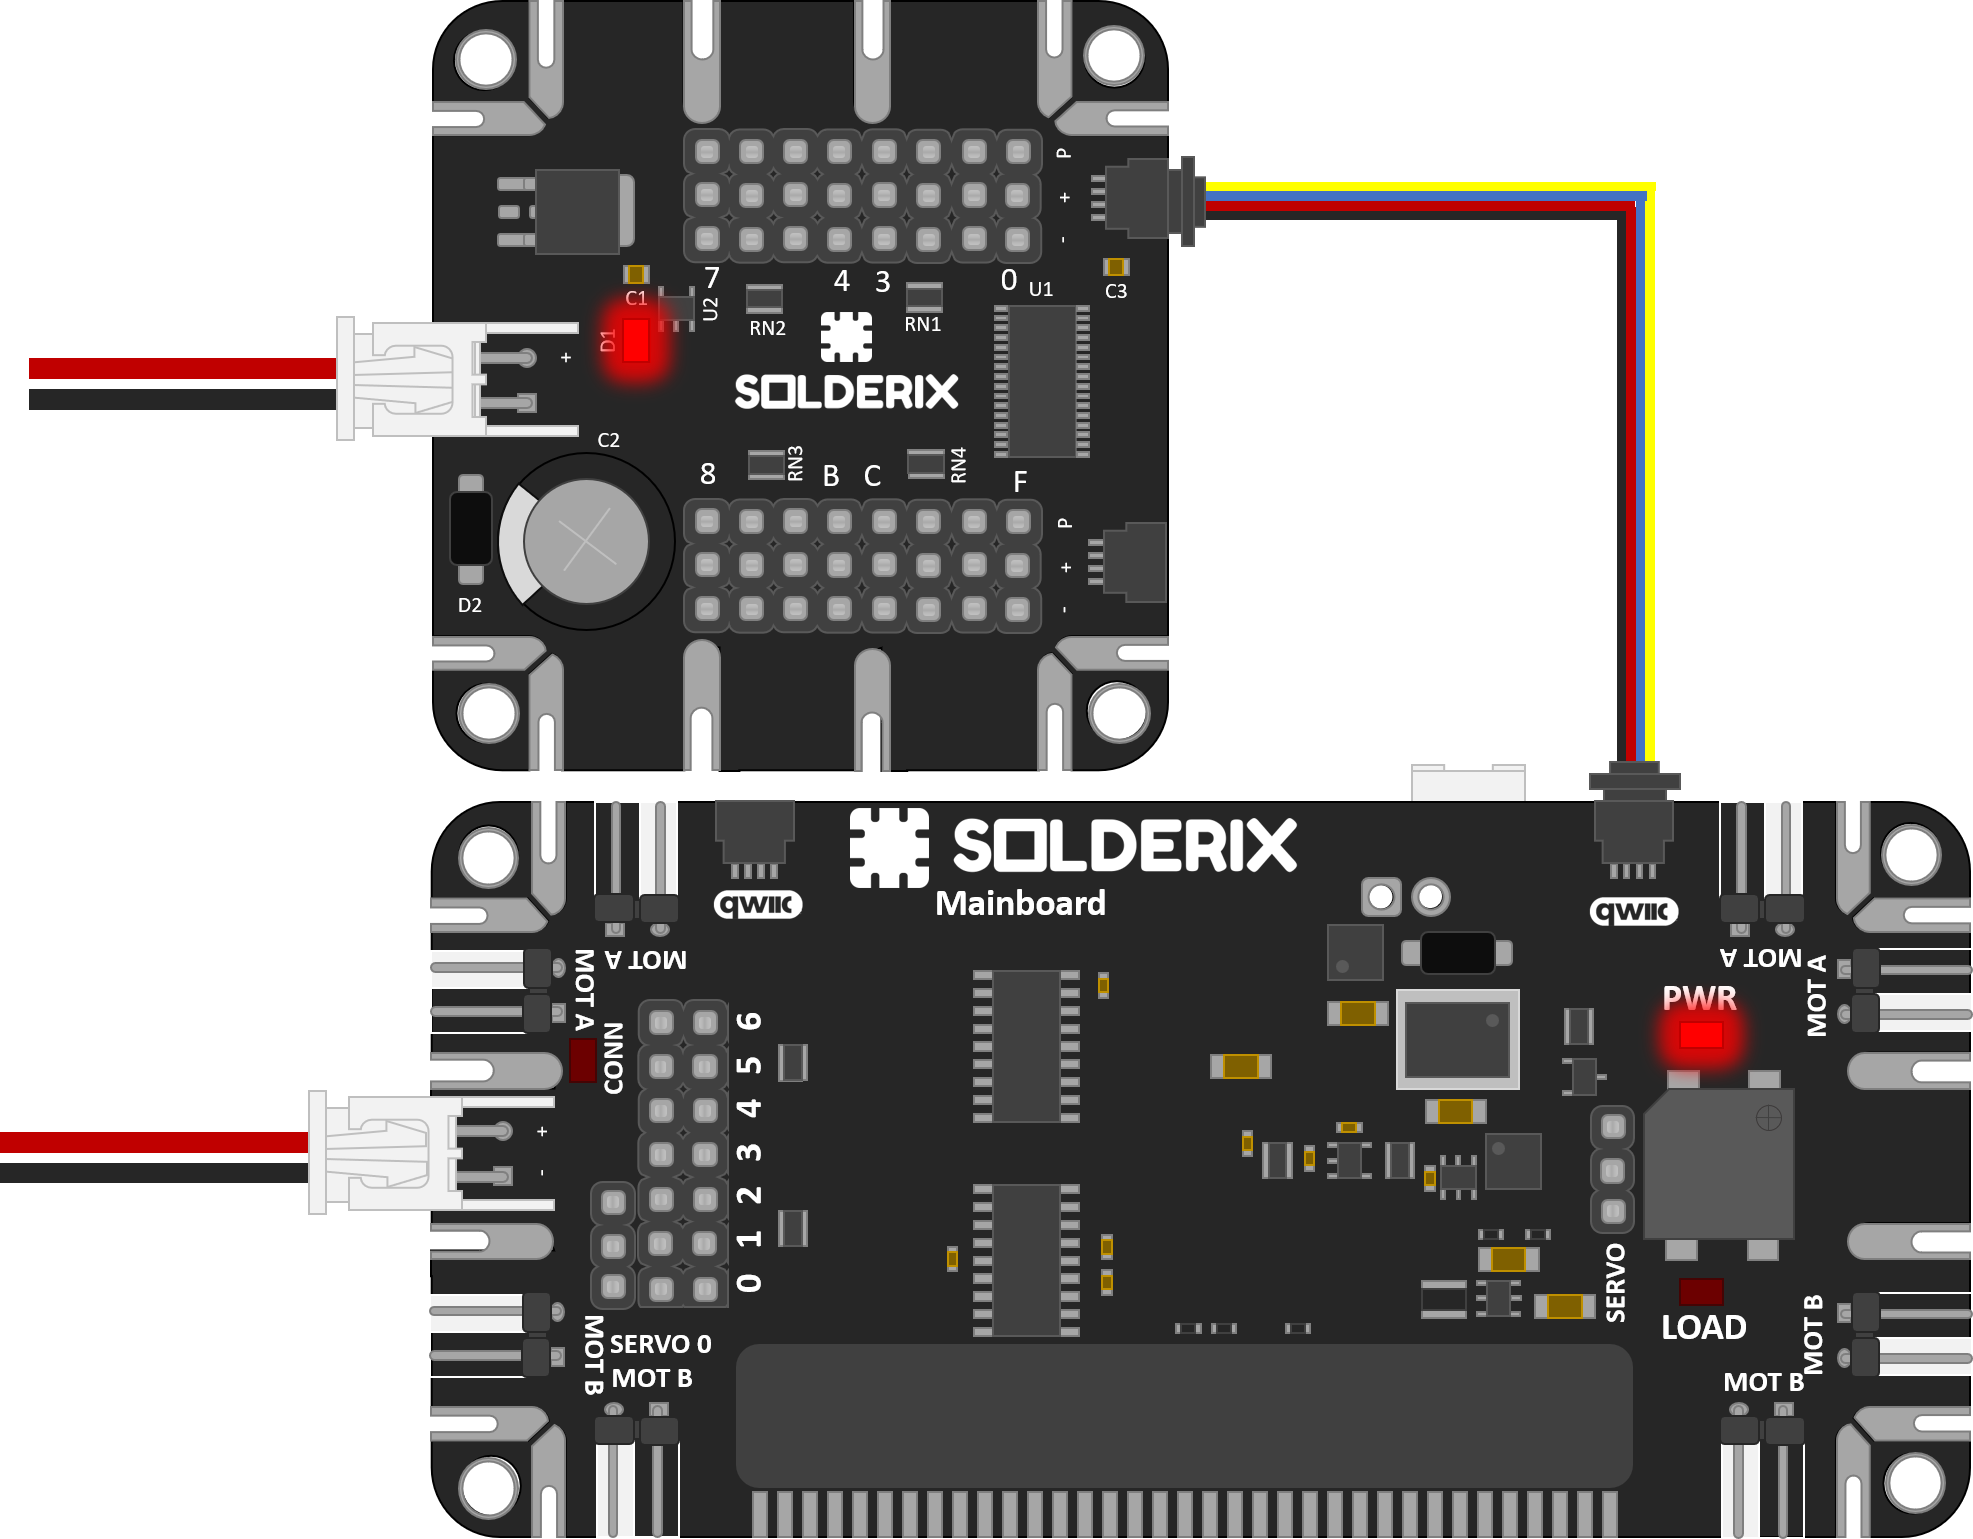 P
+
-
7 4 3 0
C1
U2
RN2
RN1
U1
C3
D1
+
SOLDERIX
C2
RN3
RN4
8 B C F
P
+
-
D2
SOLDERIX
Mainboard
qwiic
qwiic
MOT A
MOT A
MOT A
MOT A
PWR
CONN
6
5
4
3
2
1
0
+
-
SERVO
LOAD
MOT B
SERVO 0
MOT B
MOT B
MOT B